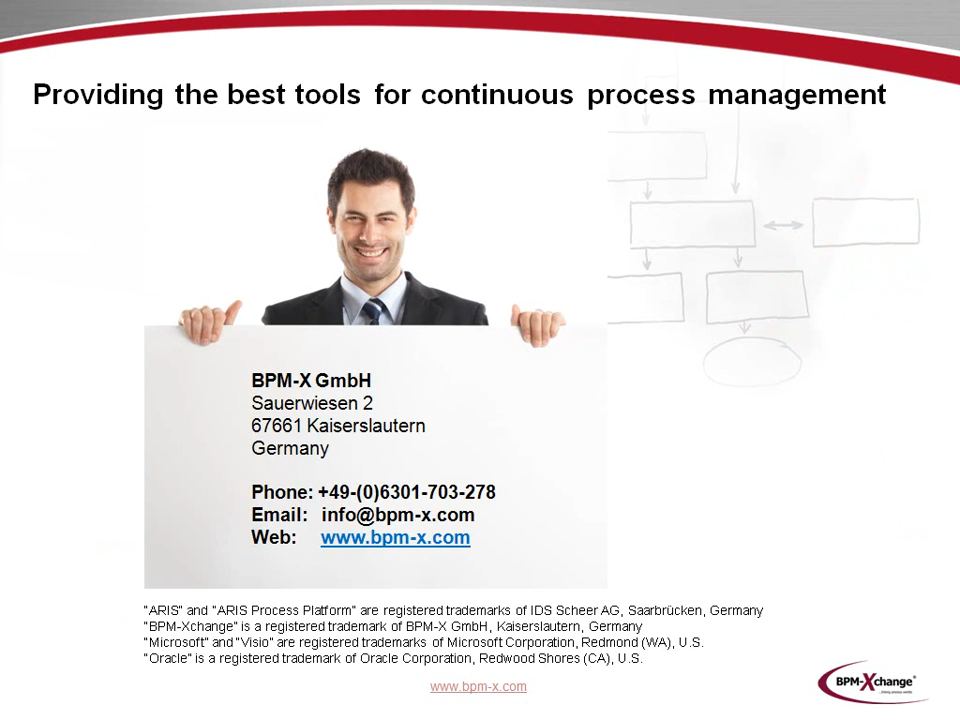 Providing the best tools for continuous process management
BPM-X GmbH
Sauerwiesen 2
67661 Kaiserslautern
Germany
Phone: +49-(0)6301-703-278
Email: info@bpm-x.com
Web: www.bpm-x.com
"ARIS" and "ARIS Process Platform" are registered trademarks of IDS Scheer AG, Saarbrücken, Germany
"BPM-Xchange" is a registered trademark of BPM-X GmbH, Kaiserslautern, Germany
"Microsoft" and "Visio" are registered trademarks of Microsoft Corporation, Redmond (WA), U.S.
"Oracle" is a registered trademark of Oracle Corporation, Redwood Shores (CA), U.S.
www.bpm-x.com
BPM-Xchange®